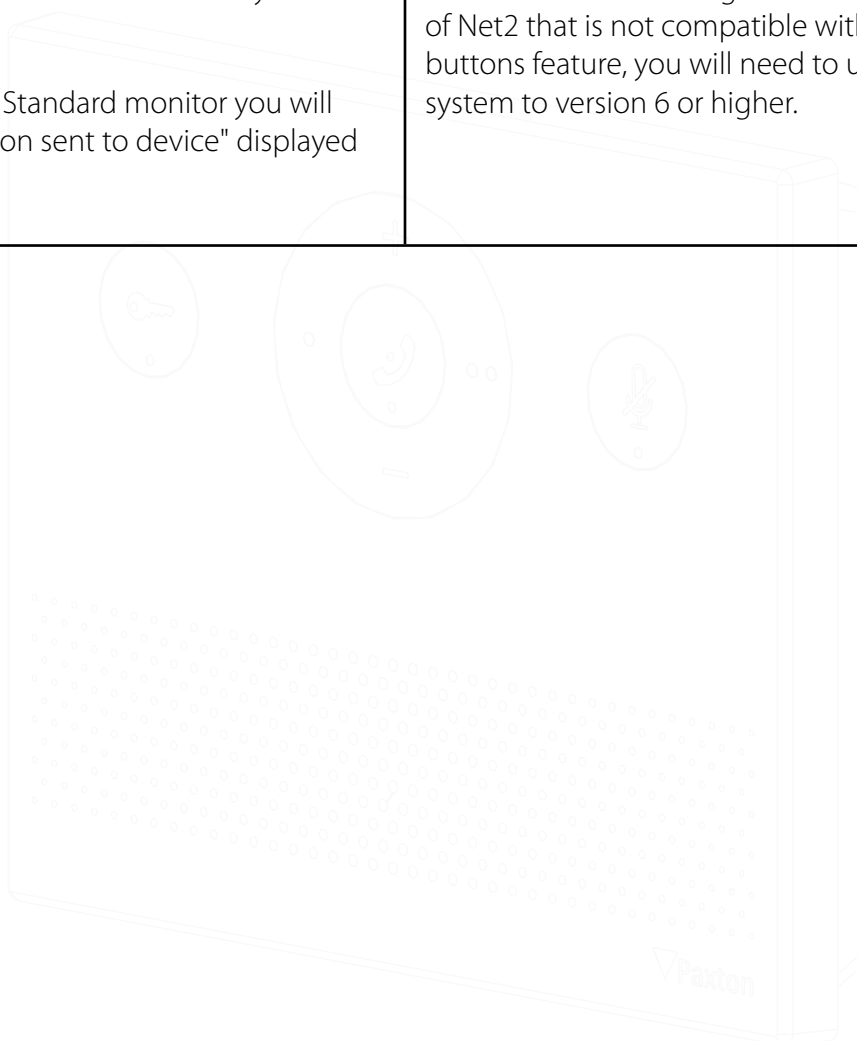 Standard monitor you will
on sent to device" displayed
of Net2 that is not compatible with
buttons feature, you will need to u
system to version 6 or higher.
Paxton